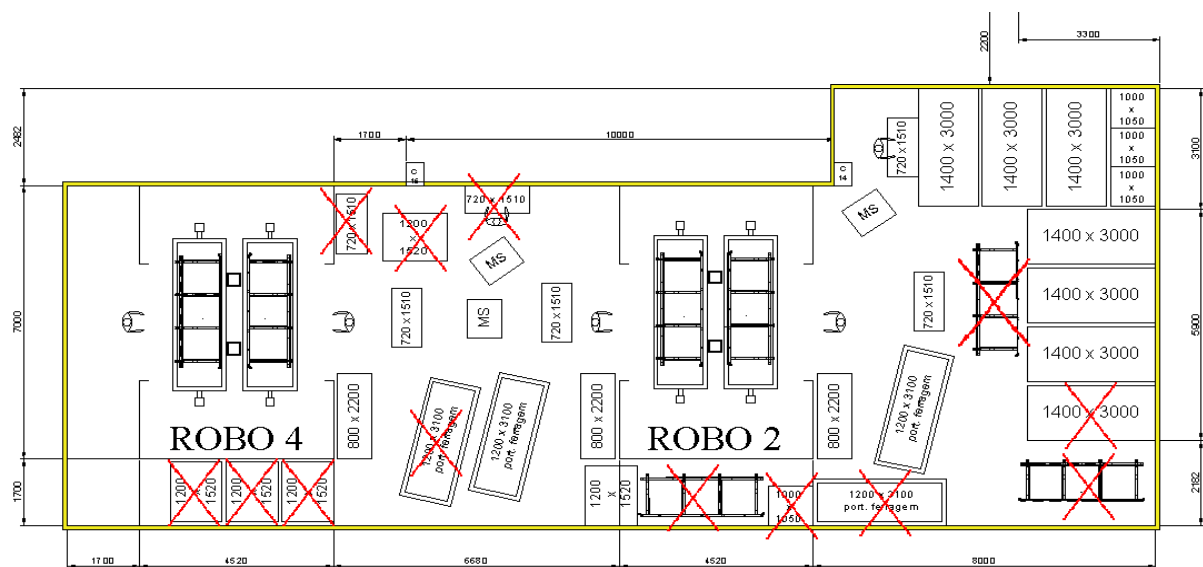 2200
3300
2482
1700
10000
3100
1000
x
1050
1000
x
1050
1000
x
1050
1400 x 3000
1400 x 3000
1400 x 3000
720 x 1510
C
16
C
14
720 x 1510
720 x 1510
1200
x
1520
MS
MS
MS
1400 x 3000
1400 x 3000
1400 x 3000
1400 x 3000
7000
5900
720 x 1510
720 x 1510
720 x 1510
800 x 2200
1200 x 3100
port. ferragem
1200 x 3100
port. ferragem
800 x 2200
800 x 2200
1200 x 3100
port. ferragem
ROBO 4
ROBO 2
1700
1200
x
1520
1200
x
1520
1200
x
1520
1200
x
1520
1000
x
1050
1200 x 3100
port. ferragem
2182
1700
4520
6680
4520
8000